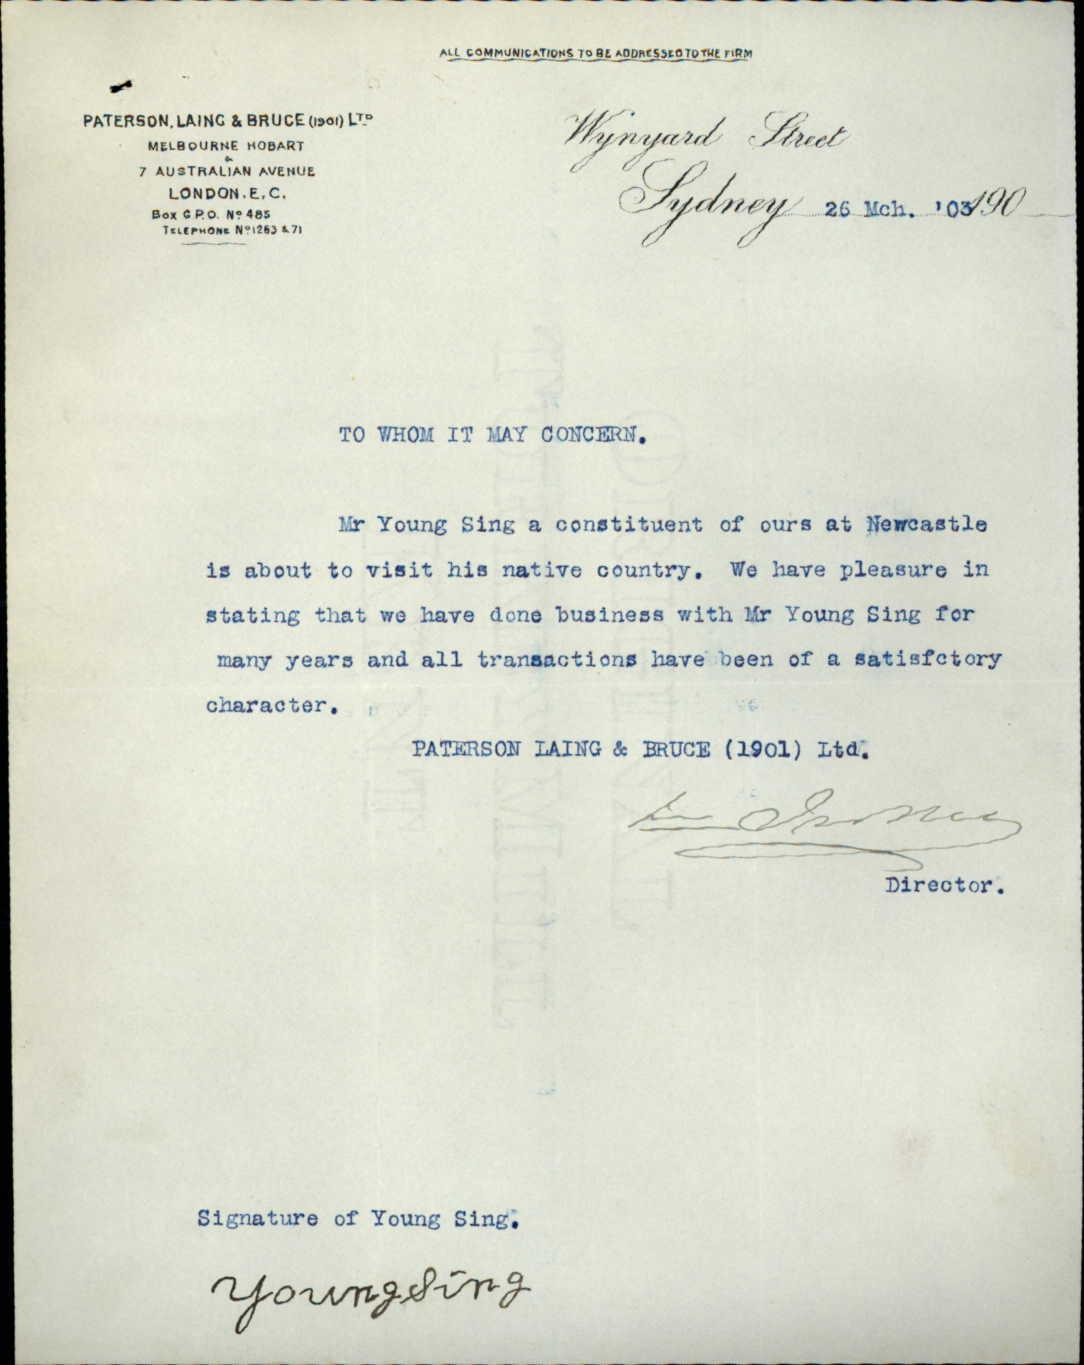 ALL COMMUNICATIONS TO BE ADDRESSED TO THE FIRM
PATERSON, LAING & BRUCE (1901) LTD
MELBOURNE HOBART
&
7 AUSTRALIAN AVENUE
LONDON. E, C.
Box G.P.O. Nº 485
TELEPHONE Nº 1263 & 71
Wynyard Street
Sydney 26 Mch. '03 190
TO WHOM IT MAY CONCERN.
Mr Young Sing a constituent of ours at Newcastle
is about to visit his native country. We have pleasure in
stating that we have done business with Mr Young Sing for
many years and all transactions have been of a satisfctory
character.
PATERSON LAING & BRUCE (1901) Ltd.
Director.
Signature of Young Sing.
Young Sing